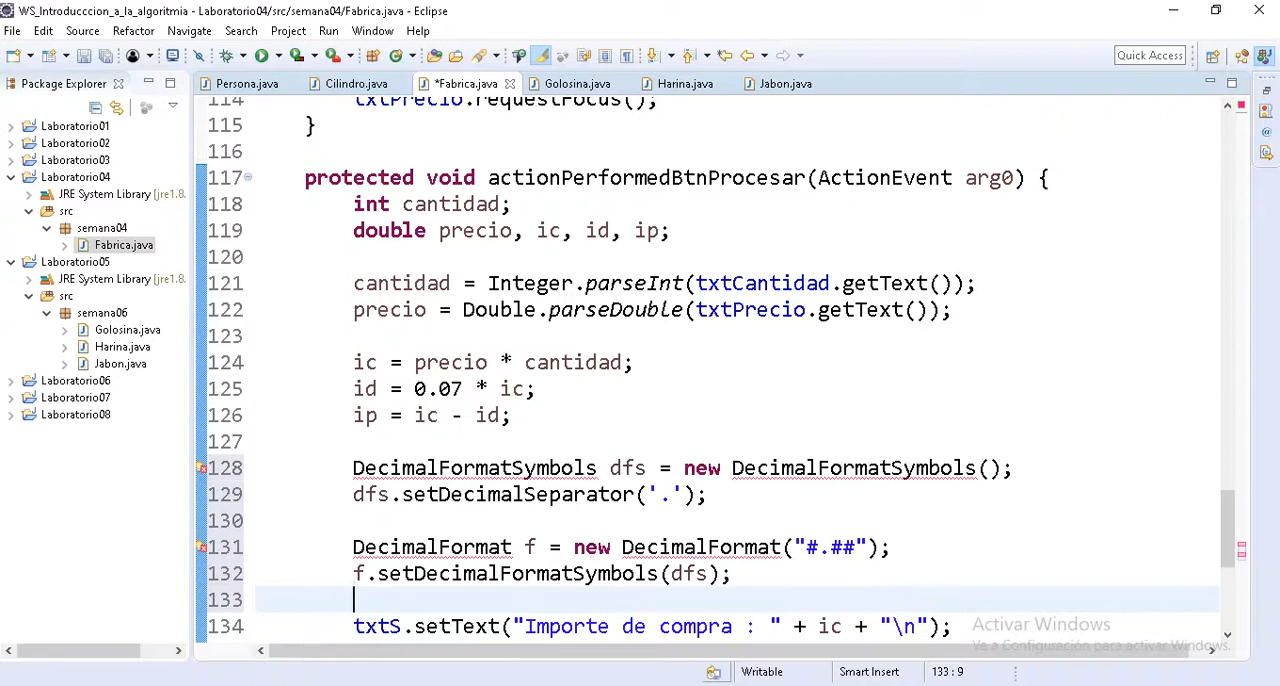 WS_Introducccion_a_la_algoritmia - Laboratorio04/src/semana04/Fabrica.java - Eclipse
File Edit Source Refactor Navigate Search Project Run Window Help
Quick Access
Package Explorer
Persona.java Cilindro.java *Fabrica.java Golosina.java Harina.java Jabon.java
Laboratorio01
Laboratorio02
Laboratorio03
Laboratorio04
JRE System Library [jre1.8.
src
semana04
Fabrica.java
Laboratorio05
JRE System Library [jre1.8.
src
semana06
Golosina.java
Harina.java
Jabon.java
Laboratorio06
Laboratorio07
Laboratorio08
114 txtPrecio.requestFocus();
115 }
116
117 protected void actionPerformedBtnProcesar(ActionEvent arg0) {
118 int cantidad;
119 double precio, ic, id, ip;
120
121 cantidad = Integer.parseInt(txtCantidad.getText());
122 precio = Double.parseDouble(txtPrecio.getText());
123
124 ic = precio * cantidad;
125 id = 0.07 * ic;
126 ip = ic - id;
127
128 DecimalFormatSymbols dfs = new DecimalFormatSymbols();
129 dfs.setDecimalSeparator('.');
130
131 DecimalFormat f = new DecimalFormat("#.##");
132 f.setDecimalFormatSymbols(dfs);
133
134 txtS.setText("Importe de compra : " + ic + "\n");
Activar Windows
Ve a Configuración para activar Windows.
Writable Smart Insert 133 : 9